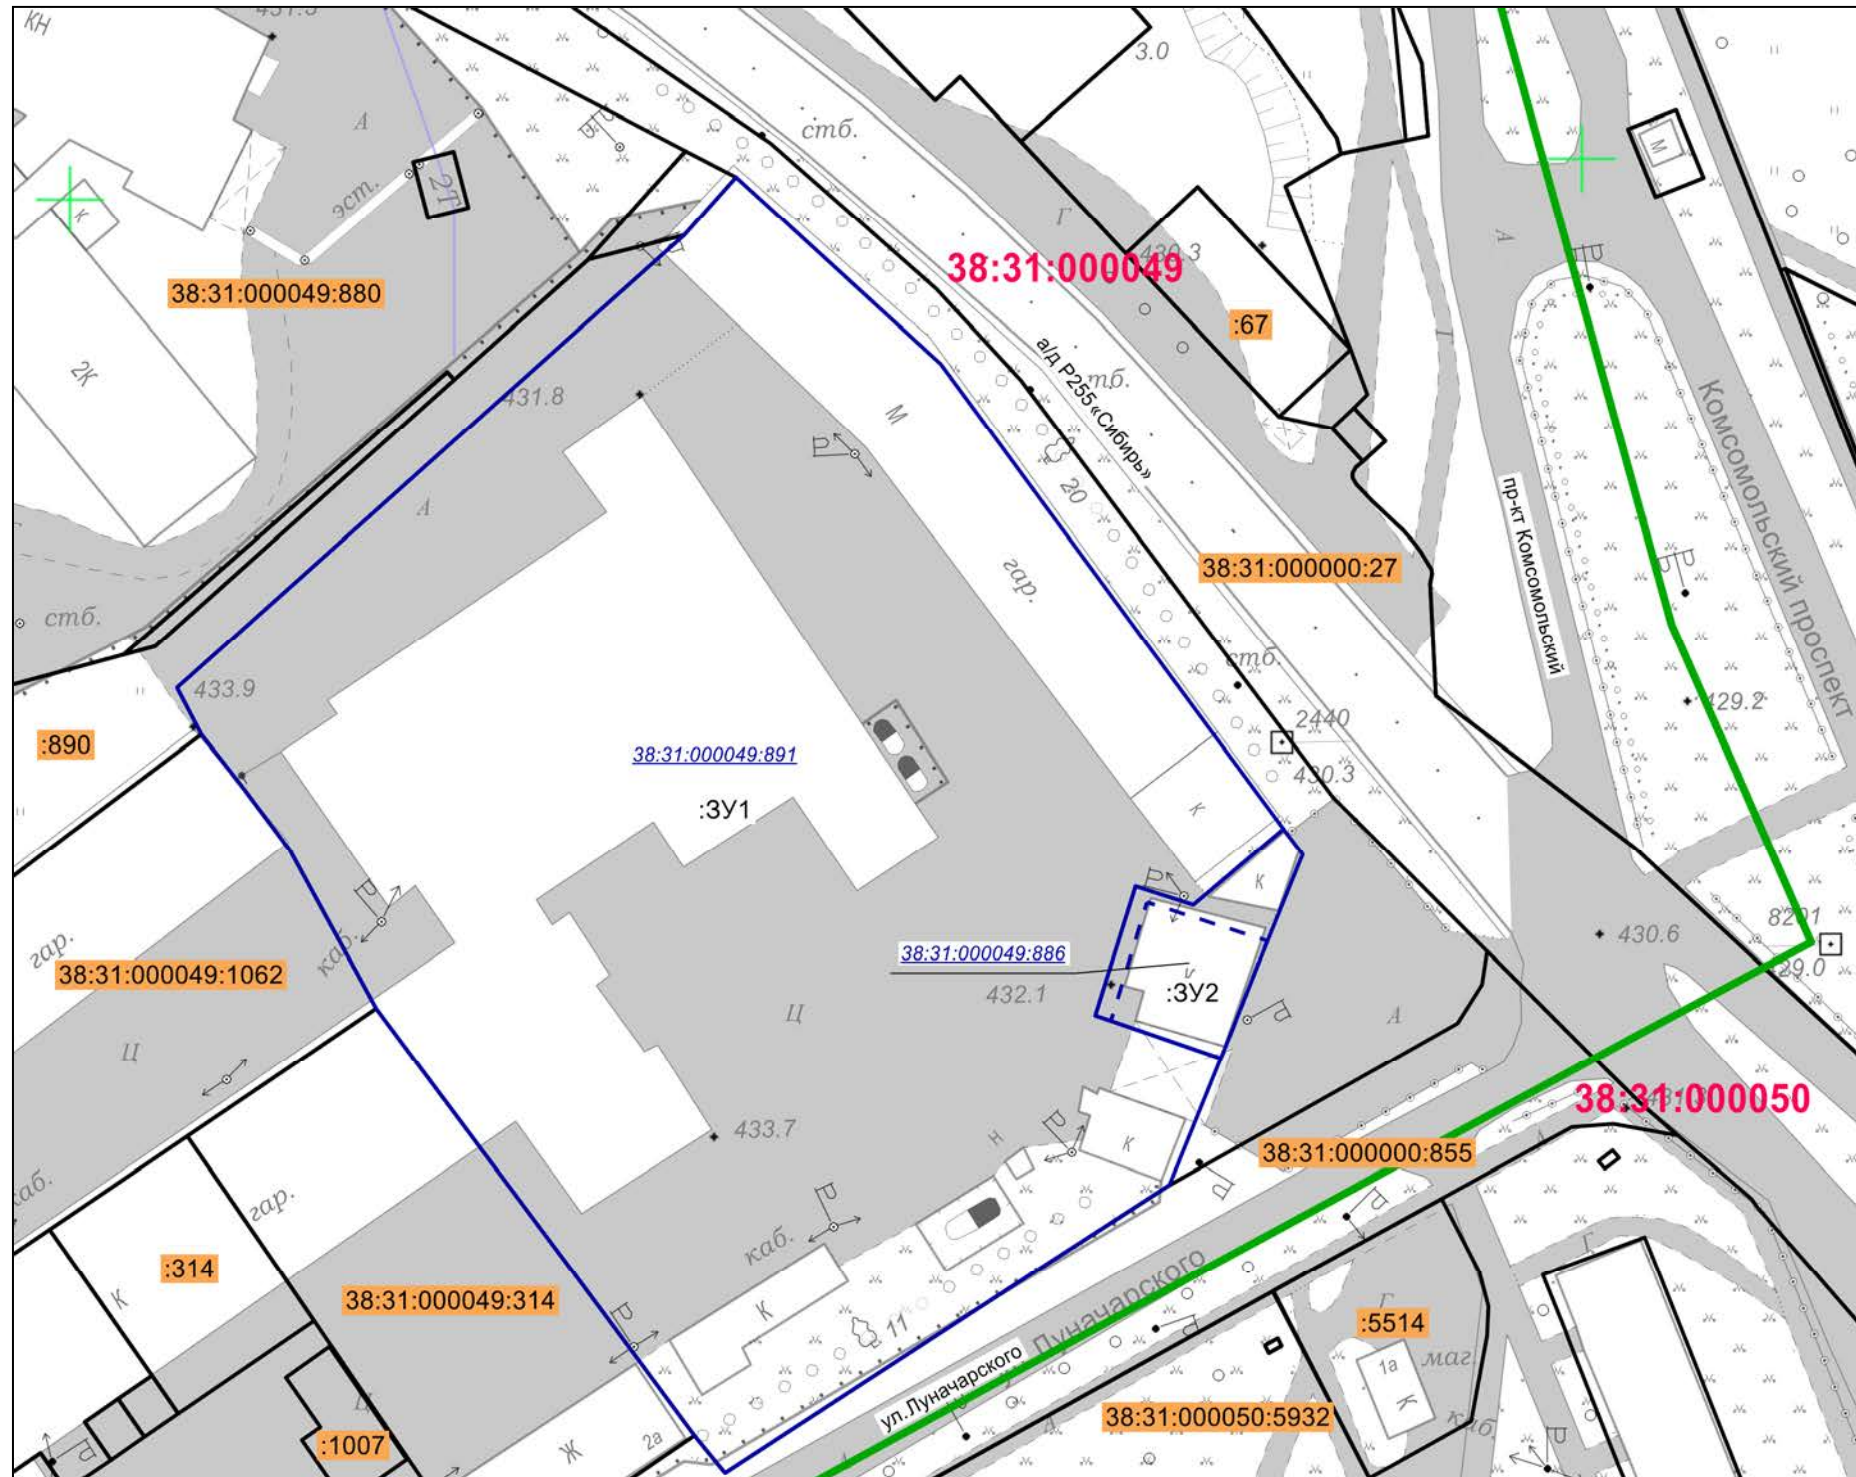 КН
3.0
стб.
А
эст.
2Т
М
к
Г
А
430.3
38:31:000049
38:31:000049:880
:67
2К
431.8
а/д Р255«Сибирь»
М
Комсомольский проспект
А
20
пр-кт Комсомольский
гар.
38:31:000000:27
стб.
стб.
433.9
429.2
2440
:890
38:31:000049:891
430.3
:ЗУ1
К
К
гар.
каб.
430.6
8201
38:31:000049:886
38:31:000049:1062
432.1
:ЗУ2
Ц
А
Ц
38:31:000050
433.7
Н
К
38:31:000000:855
гар.
каб.
:314
К
38:31:000049:314
К
11
Луначарского
Г
:5514
ул.Луначарского
маг.
1а
К
каб.
38:31:000050:5932
Ц
:1007
Ж
2а